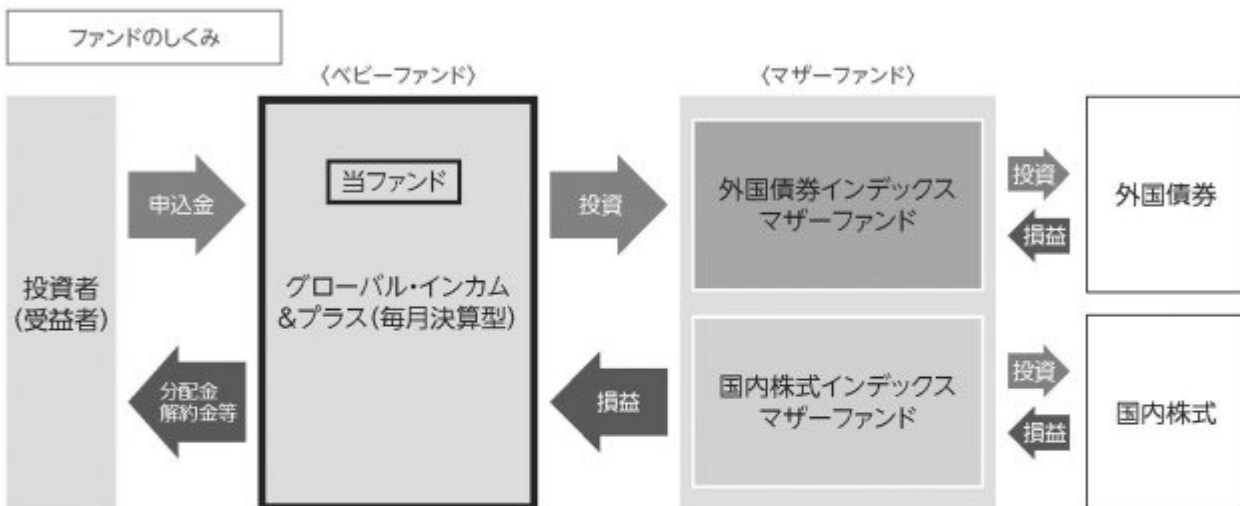 ファンドのしくみ
〈ベビーファンド〉
〈マザーファンド〉
投資者
(受益者)
申込金
分配金
解約金等
当ファンド
グローバル・インカム
&プラス(毎月決算型)
投資
損益
外国債券インデックス
マザーファンド
国内株式インデックス
マザーファンド
投資
損益
投資
損益
外国債券
国内株式